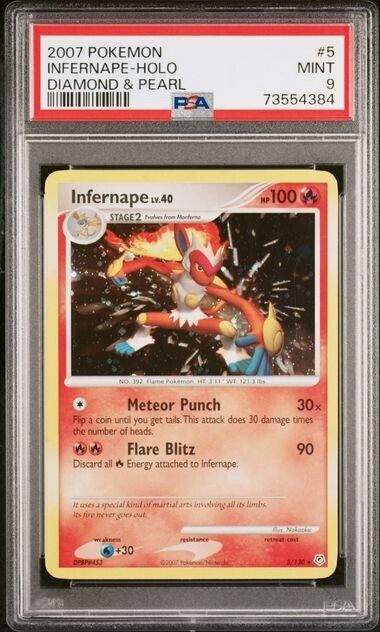 2007 POKEMON #5
INFERNAPE-HOLO MINT
DIAMOND & PEARL 9
PSA 73554384
Infernape LV.40 HP100
STAGE2 Evolves from Monferno
NO. 392 Flame Pokémon HT: 3'11" WT: 121.3 lbs.
Meteor Punch 30×
Flip a coin until you get tails. This attack does 30 damage times
the number of heads.
Flare Blitz 90
Discard all Energy attached to Infernape.
It uses a special kind of martial arts involving all its limbs.
Its fire never goes out.
Illus. Nakaoka
weakness resistance retreat cost
+30
DPBP#453 ©2007 Pokémon/Nintendo 5/130